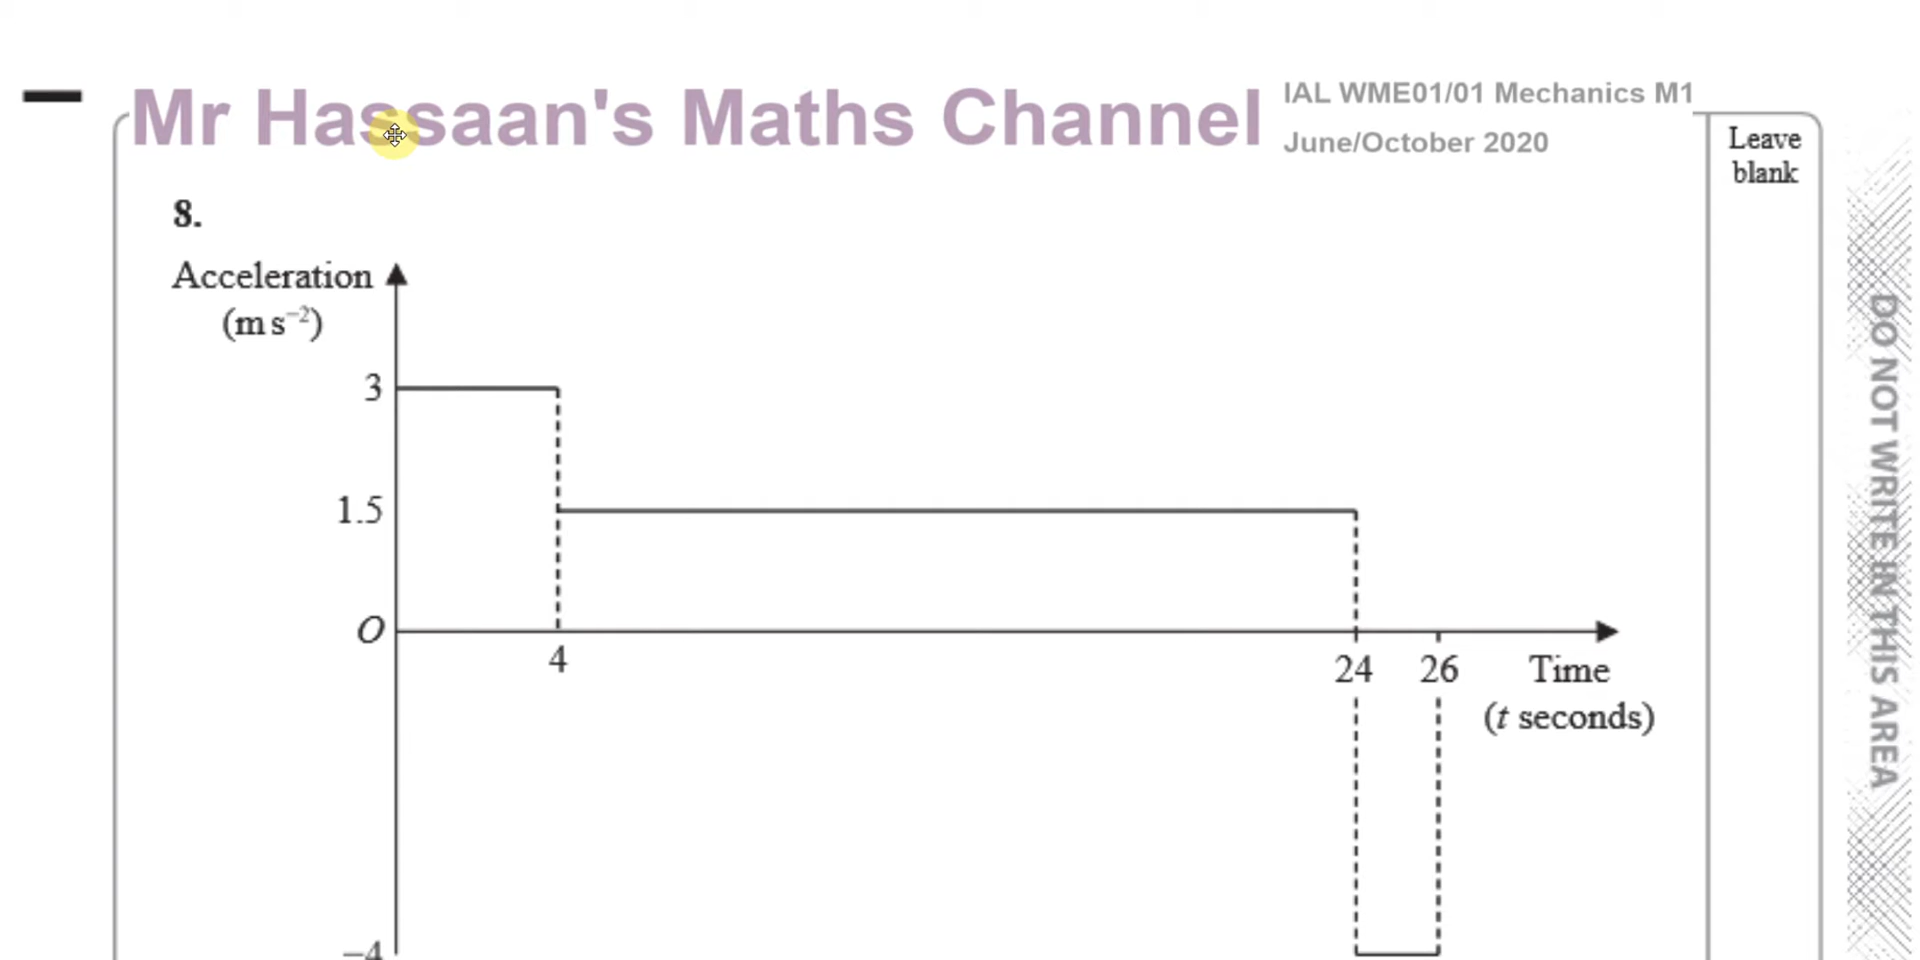 Mr Hassaan's Maths Channel
IAL WME01/01 Mechanics M1
June/October 2020
Leave
blank
8.
Acceleration
(m s⁻²)
3
1.5
O
4
24
26
Time
(t seconds)
−4
DO NOT WRITE IN THIS AREA